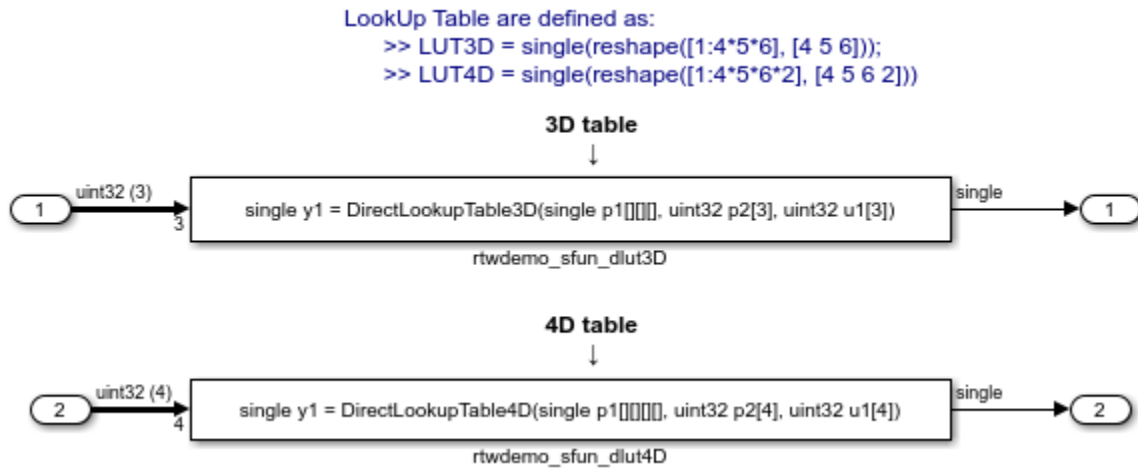 LookUp Table are defined as:
>> LUT3D = single(reshape([1:4*5*6], [4 5 6]));
>> LUT4D = single(reshape([1:4*5*6*2], [4 5 6 2]))
3D table
↓
uint32 (3)
single
1
single y1 = DirectLookupTable3D(single p1[][][], uint32 p2[3], uint32 u1[3])
1
3
rtwdemo_sfun_dlut3D
4D table
↓
uint32 (4)
single
2
single y1 = DirectLookupTable4D(single p1[][][][], uint32 p2[4], uint32 u1[4])
2
4
rtwdemo_sfun_dlut4D